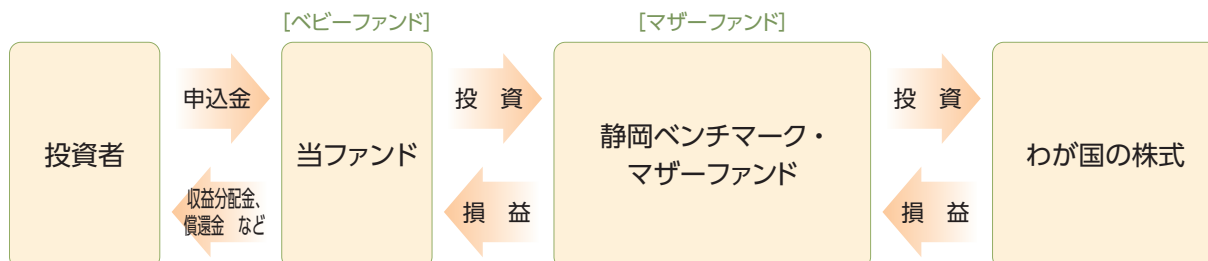 [ベビーファンド]
[マザーファンド]
投資者
申込金
収益分配金、
償還金 など
当ファンド
投 資
損 益
静岡ベンチマーク・
マザーファンド
投 資
損 益
わが国の株式